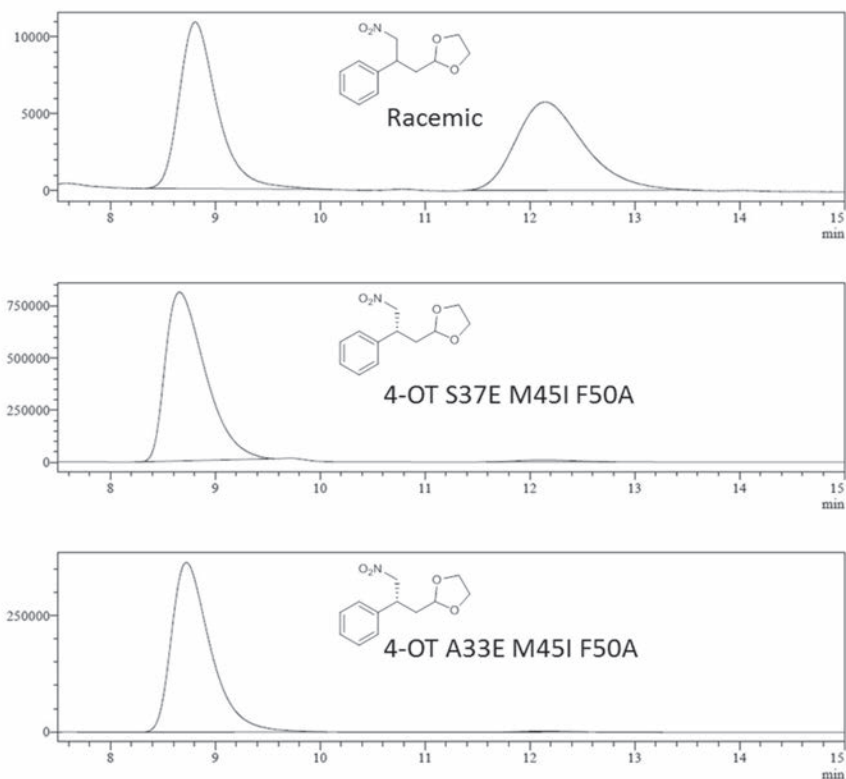 10000
5000
0
O₂N
O
O
Racemic
8 9 10 11 12 13 14 15
min
750000
500000
250000
0
O₂N
O
O
4-OT S37E M45I F50A
8 9 10 11 12 13 14 15
min
250000
0
O₂N
O
O
4-OT A33E M45I F50A
8 9 10 11 12 13 14 15
min